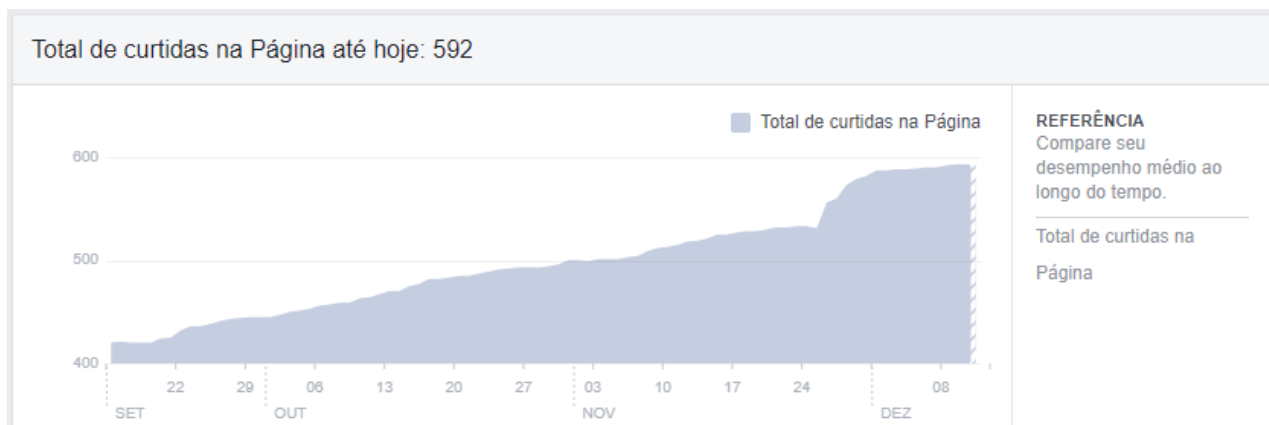 Total de curtidas na Página até hoje: 592
Total de curtidas na Página
600
500
400
22 29 06 13 20 27 03 10 17 24 08
SET OUT NOV DEZ
REFERÊNCIA
Compare seu
desempenho médio ao
longo do tempo.
Total de curtidas na
Página